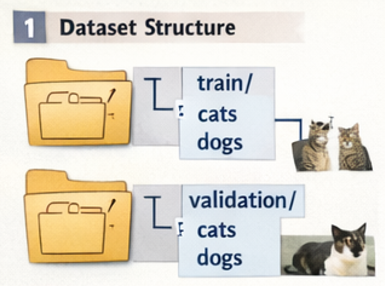 1 Dataset Structure
train/
cats
dogs
validation/
cats
dogs